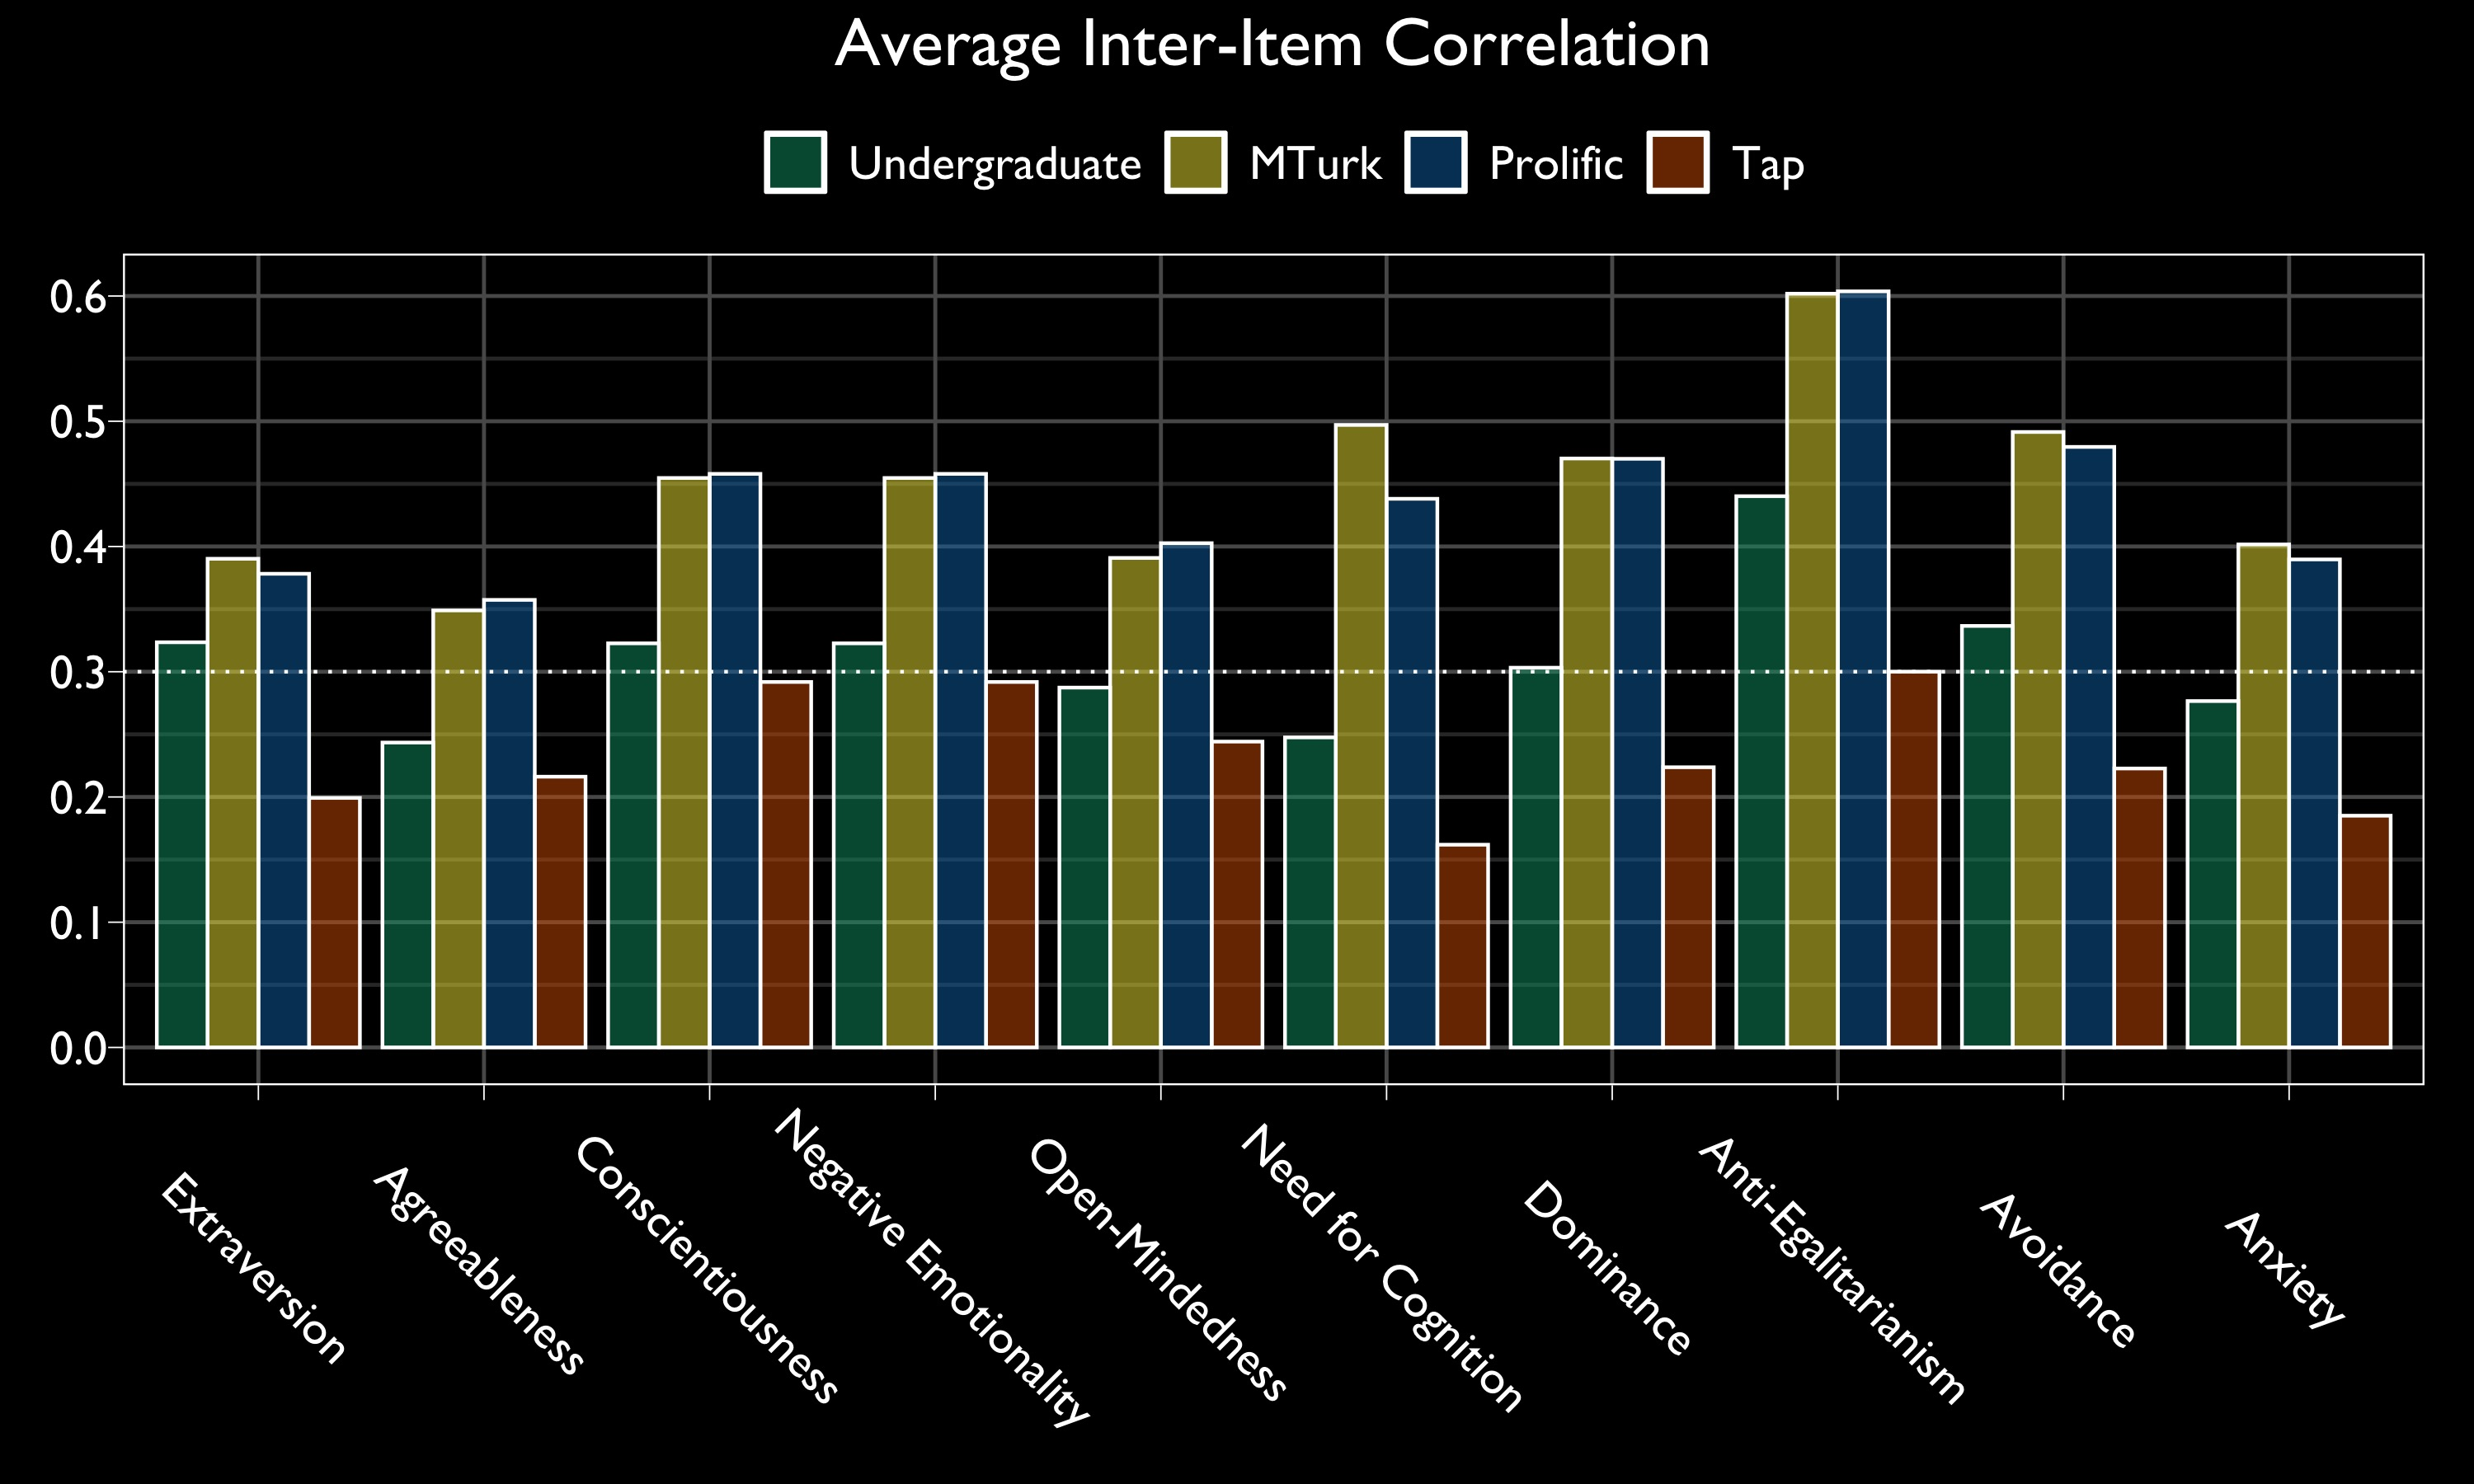 Average Inter-Item Correlation
Undergraduate MTurk Prolific Tap
0.6
0.5
0.4
0.3
0.2
0.1
0.0
Extraversion
Agreeableness
Conscientiousness
Negative Emotionality
Open-Mindedness
Need for Cognition
Dominance
Anti-Egalitarianism
Avoidance
Anxiety